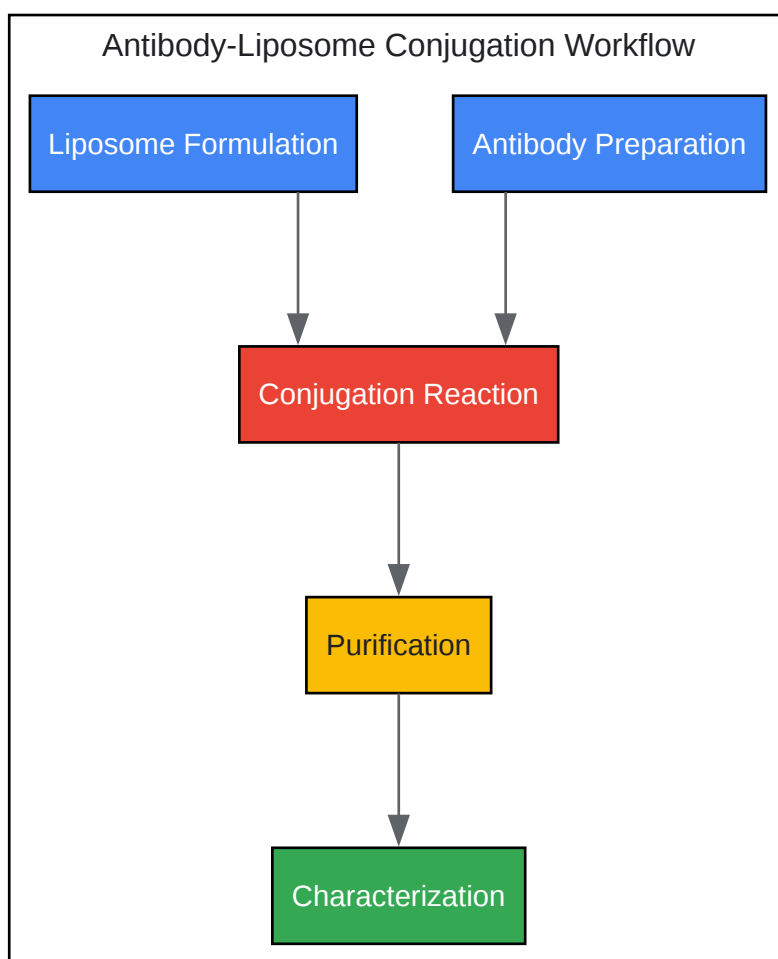 Antibody-Liposome Conjugation Workflow
Liposome Formulation
Antibody Preparation
Conjugation Reaction
Purification
Characterization